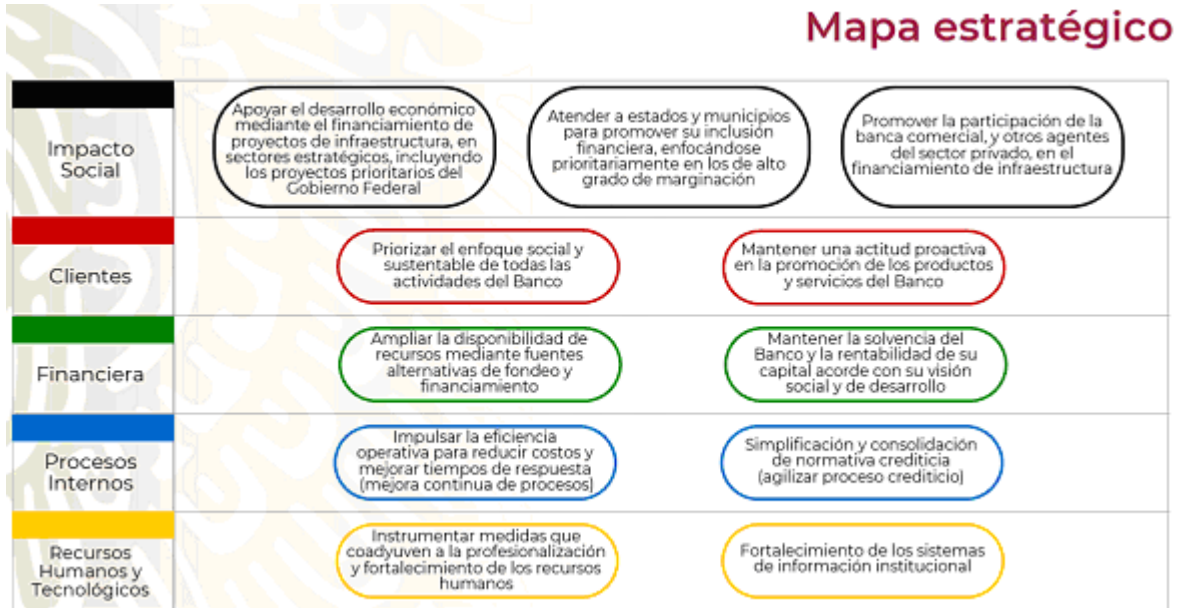 Mapa estratégico
Impacto
Social
Apoyar el desarrollo económico
mediante el financiamiento de
proyectos de infraestructura, en
sectores estratégicos, incluyendo
los proyectos prioritarios del
Gobierno Federal
Atender a estados y municipios
para promover su inclusión
financiera, enfocándose
prioritariamente en los de alto
grado de marginación
Promover la participación de la
banca comercial, y otros agentes
del sector privado, en el
financiamiento de infraestructura
Clientes
Priorizar el enfoque social y
sustentable de todas las
actividades del Banco
Mantener una actitud proactiva
en la promoción de los productos
y servicios del Banco
Financiera
Ampliar la disponibilidad de
recursos mediante fuentes
alternativas de fondeo y
financiamiento
Mantener la solvencia del
Banco y la rentabilidad de su
capital acorde con su visión
social y de desarrollo
Procesos
Internos
Impulsar la eficiencia
operativa para reducir costos y
mejorar tiempos de respuesta
(mejora continua de procesos)
Simplificación y consolidación
de normativa crediticia
(agilizar proceso crediticio)
Recursos
Humanos y
Tecnológicos
Instrumentar medidas que
coadyuven a la profesionalización
y fortalecimiento de los recursos
humanos
Fortalecimiento de los sistemas
de información institucional